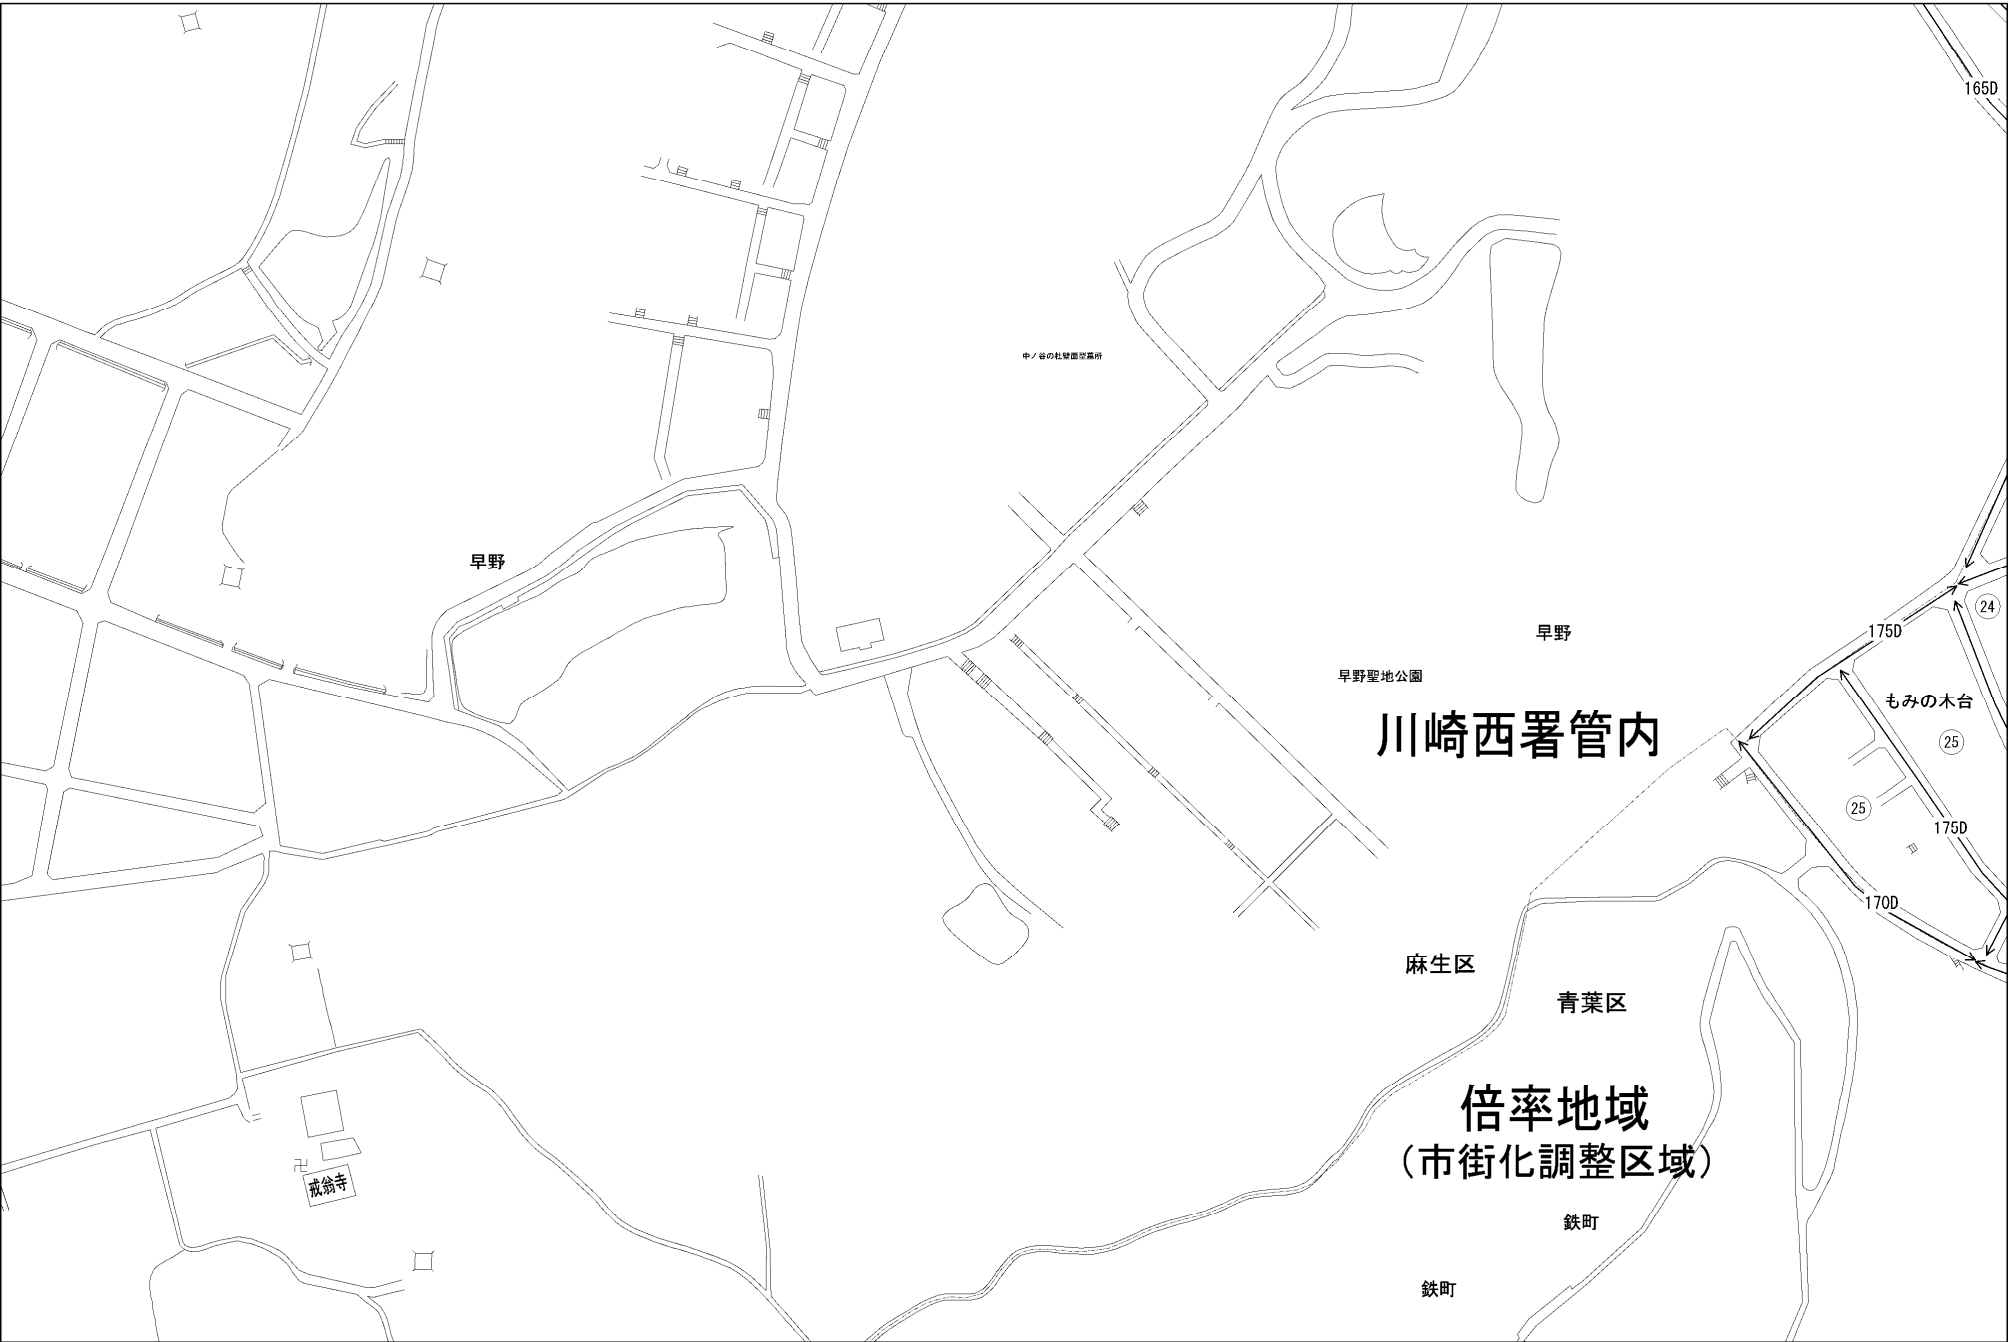 165D
中ノ谷の杜壁面型墓所
早野
24
175D
早野
早野聖地公園
もみの木台
川崎西署管内
25
25
175D
170D
麻生区
青葉区
倍率地域
（市街化調整区域）
戒翁寺
鉄町
鉄町